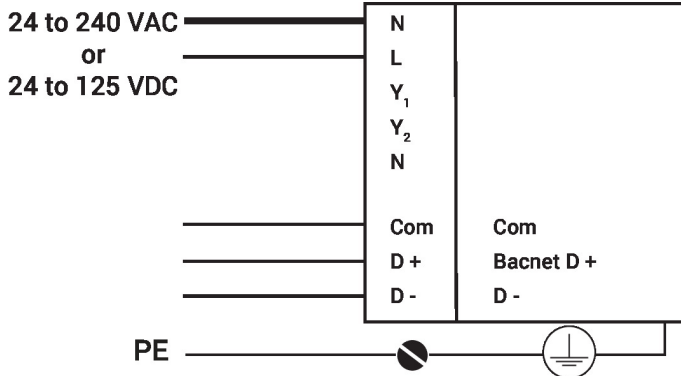 24 to 240 VAC
or
24 to 125 VDC
N
L
Y1
Y2
N
Com Com
D + Bacnet D +
D - D -
PE